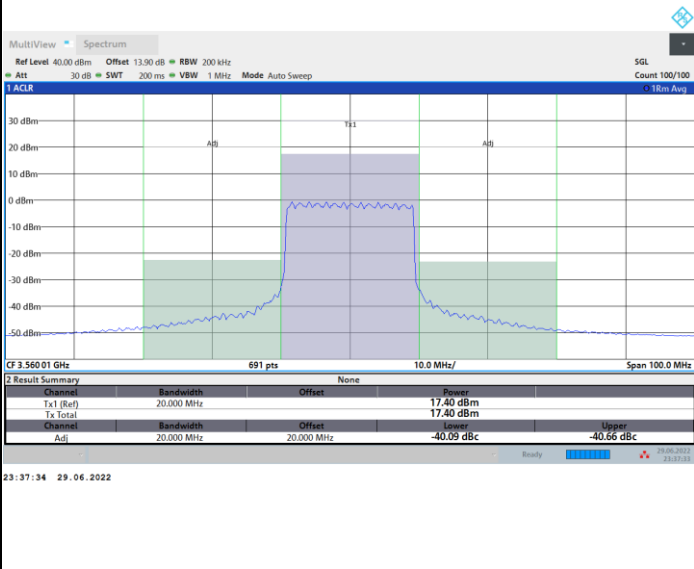 MultiView Spectrum
Ref Level 40.00 dBm Offset 13.90 dB RBW 200 kHz SGL
Att 30 dB SWT 200 ms VBW 1 MHz Mode Auto Sweep Count 100/100
1 ACLR 1Rm Avg
30 dBm
Tx1
20 dBm
Adj Adj
10 dBm
0 dBm
-10 dBm
-20 dBm
-30 dBm
-40 dBm
-50 dBm
CF 3.56001 GHz 691 pts 10.0 MHz/ Span 100.0 MHz
2 Result Summary None
Channel Bandwidth Offset Power
Tx1 (Ref) 20.000 MHz 17.40 dBm
Tx Total 17.40 dBm
Channel Bandwidth Offset Lower Upper
Adj 20.000 MHz 20.000 MHz -40.09 dBc -40.66 dBc
Ready 29.06.2022
23:37:33
23:37:34 29.06.2022